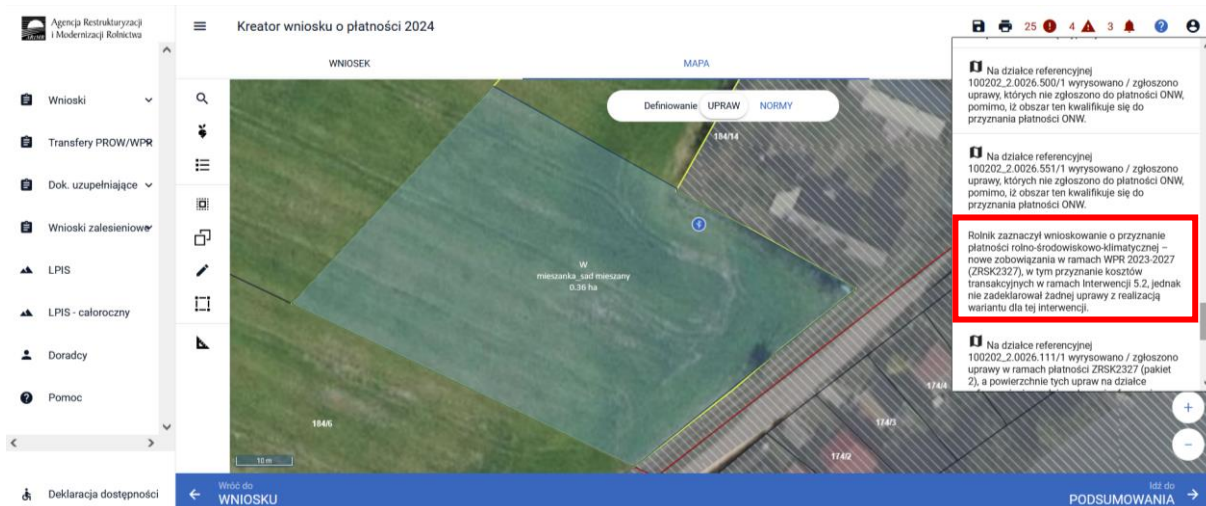 Agencja Restrukturyzacji
i Modernizacji Rolnictwa
Kreator wniosku o płatności 2024
25
4
3
WNIOSEK
MAPA
Wnioski
Transfery PROW/WPR
Dok. uzupełniające
Wnioski zalesieniowe
LPIS
LPIS - całoroczny
Doradcy
Pomoc
Deklaracja dostępności
Definiowanie UPRAW NORMY
184/14
W
mieszanka_sad mieszany
0.36 ha
184/6
174/4
174/3
174/2
10 m
Na działce referencyjnej
100202_2.0026.500/1 wyrysowano / zgłoszono
uprawy, których nie zgłoszono do płatności ONW,
pomimo, iż obszar ten kwalifikuje się do
przyznania płatności ONW.
Na działce referencyjnej
100202_2.0026.551/1 wyrysowano / zgłoszono
uprawy, których nie zgłoszono do płatności ONW,
pomimo, iż obszar ten kwalifikuje się do
przyznania płatności ONW.
Rolnik zaznaczył wnioskowanie o przyznanie
płatności rolno-środowiskowo-klimatycznej –
nowe zobowiązania w ramach WPR 2023-2027
(ZRSK2327), w tym przyznanie kosztów
transakcyjnych w ramach Interwencji 5.2, jednak
nie zadeklarował żadnej uprawy z realizacją
wariantu dla tej interwencji.
Na działce referencyjnej
100202_2.0026.111/1 wyrysowano / zgłoszono
uprawy w ramach płatności ZRSK2327 (pakiet
2), a powierzchnie tych upraw na działce
Wróć do
WNIOSKU
Idź do
PODSUMOWANIA